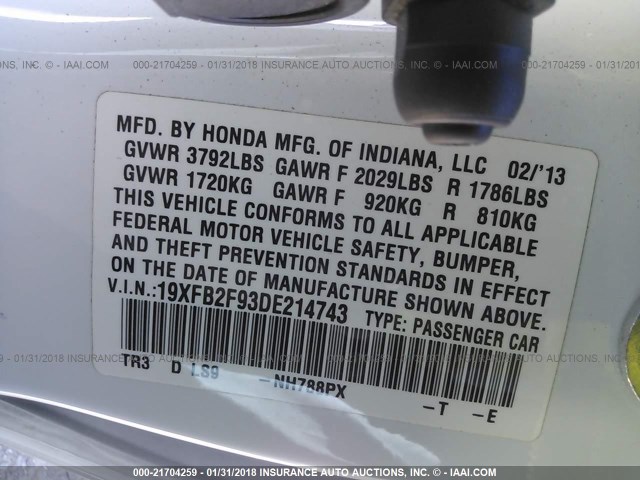 000-21704259 - 01/31/2018 INSURANCE AUTO AUCTIONS, INC. - IAAI.COM
MFD. BY HONDA MFG. OF INDIANA, LLC 02/'13
GVWR 3792LBS GAWR F 2029LBS R 1786LBS
GVWR 1720KG GAWR F 920KG R 810KG
THIS VEHICLE CONFORMS TO ALL APPLICABLE
FEDERAL MOTOR VEHICLE SAFETY, BUMPER,
AND THEFT PREVENTION STANDARDS IN EFFECT
ON THE DATE OF MANUFACTURE SHOWN ABOVE.
V.I.N.:19XFB2F93DE214743 TYPE: PASSENGER CAR
TR3 D LS9 -NH788PX -T -E
000-21704259 - 01/31/2018 INSURANCE AUTO AUCTIONS, INC. - IAAI.COM
000-21704259 - 01/31/2018 INSURANCE AUTO AUCTIONS, INC. - IAAI.COM